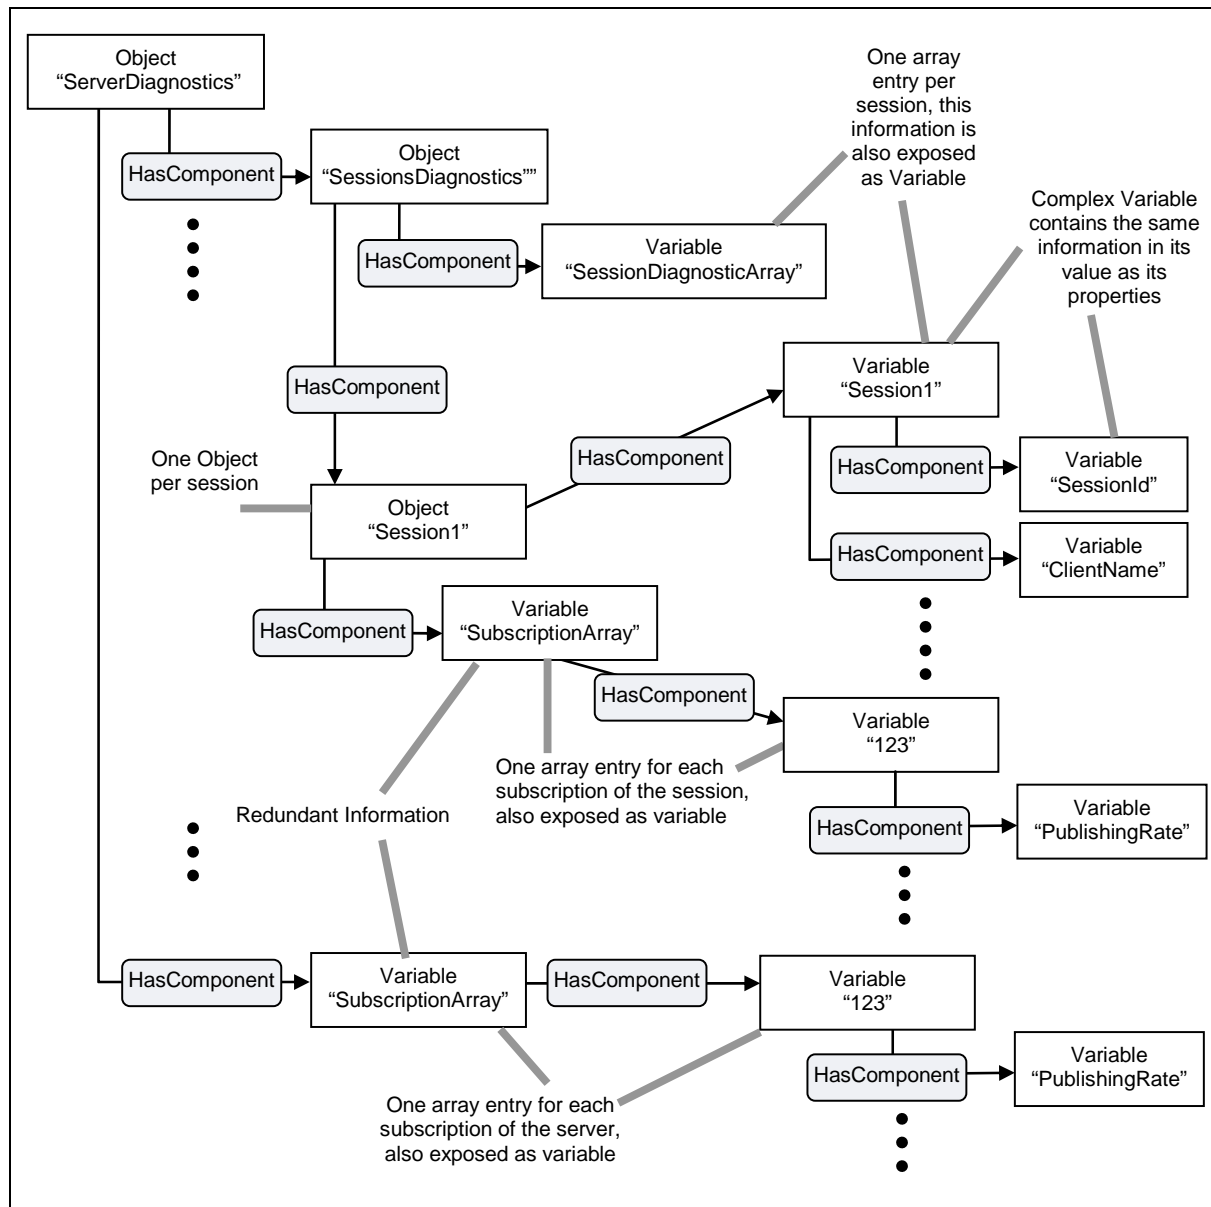 Object
“ServerDiagnostics”
One array
entry per
session, this
information is
also exposed
as Variable
HasComponent
Object
“SessionsDiagnostics””
Complex Variable
contains the same
information in its
value as its
properties
HasComponent
Variable
“SessionDiagnosticArray”
Variable
“Session1”
HasComponent
HasComponent
HasComponent
Variable
“SessionId”
One Object
per session
Object
“Session1”
HasComponent
Variable
“ClientName”
HasComponent
Variable
“SubscriptionArray”
HasComponent
Variable
“123”
One array entry for each
subscription of the session,
also exposed as variable
Redundant Information
HasComponent
Variable
“PublishingRate”
HasComponent
Variable
“SubscriptionArray”
HasComponent
Variable
“123”
HasComponent
Variable
“PublishingRate”
One array entry for each
subscription of the server,
also exposed as variable